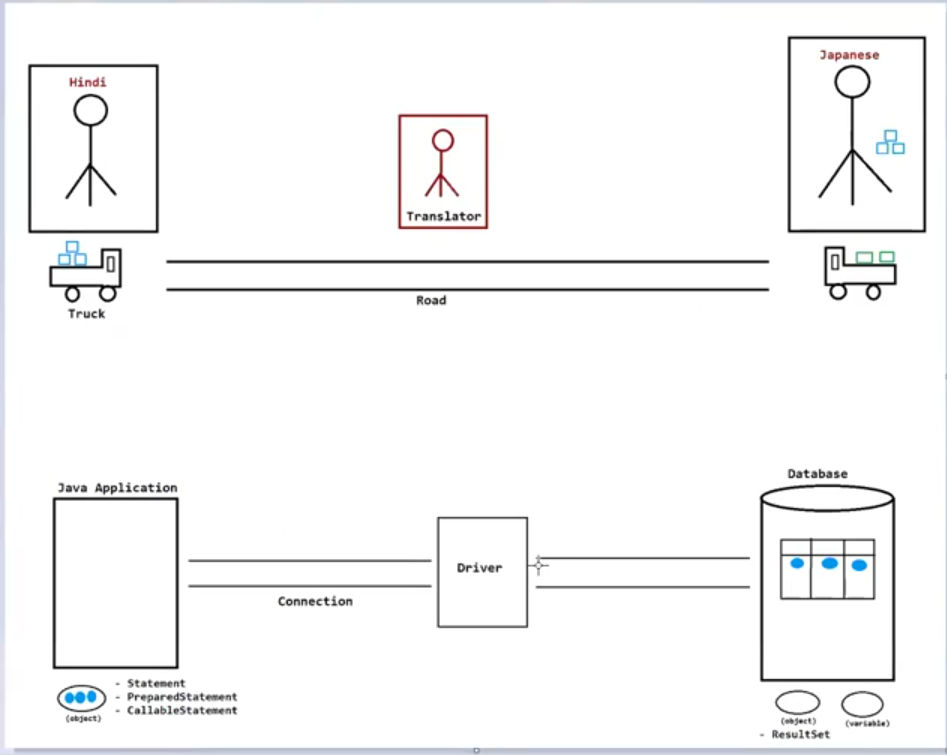 Hindi
Japanese
Translator
Truck
Road
Java Application
Database
Driver
Connection
(object)
- Statement
- PreparedStatement
- CallableStatement
(object)
(variable)
- ResultSet